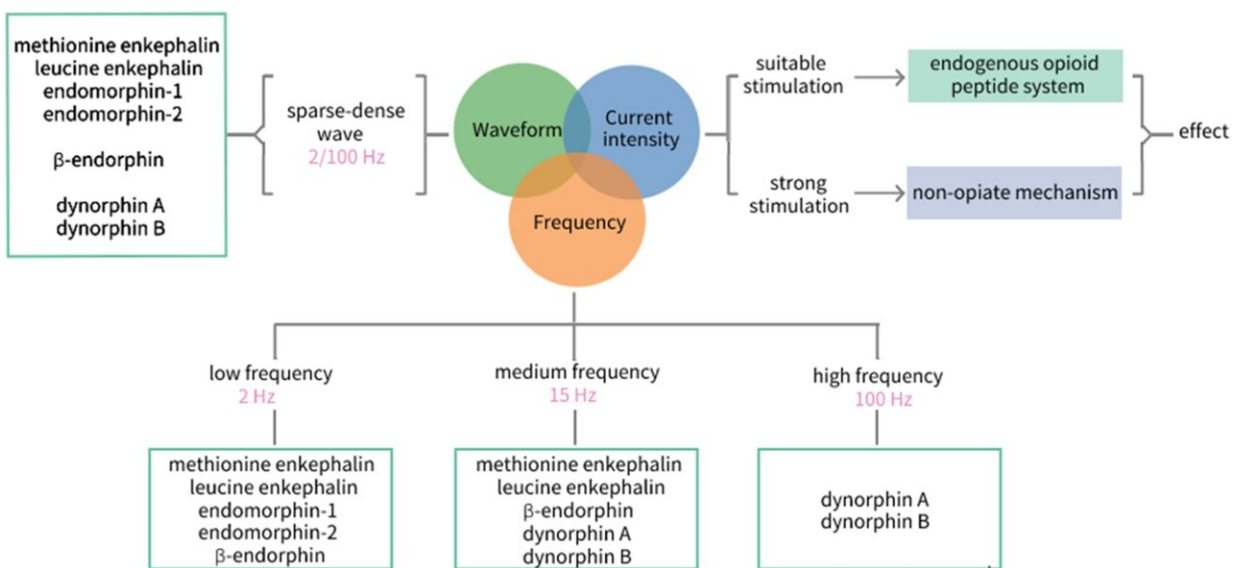 methionine enkephalin
leucine enkephalin
endomorphin-1
endomorphin-2
β-endorphin
dynorphin A
dynorphin B
sparse-dense
wave
2/100 Hz
Waveform
Current
intensity
Frequency
suitable
stimulation
endogenous opioid
peptide system
strong
stimulation
non-opiate mechanism
effect
low frequency
2 Hz
methionine enkephalin
leucine enkephalin
endomorphin-1
endomorphin-2
β-endorphin
medium frequency
15 Hz
methionine enkephalin
leucine enkephalin
β-endorphin
dynorphin A
dynorphin B
high frequency
100 Hz
dynorphin A
dynorphin B